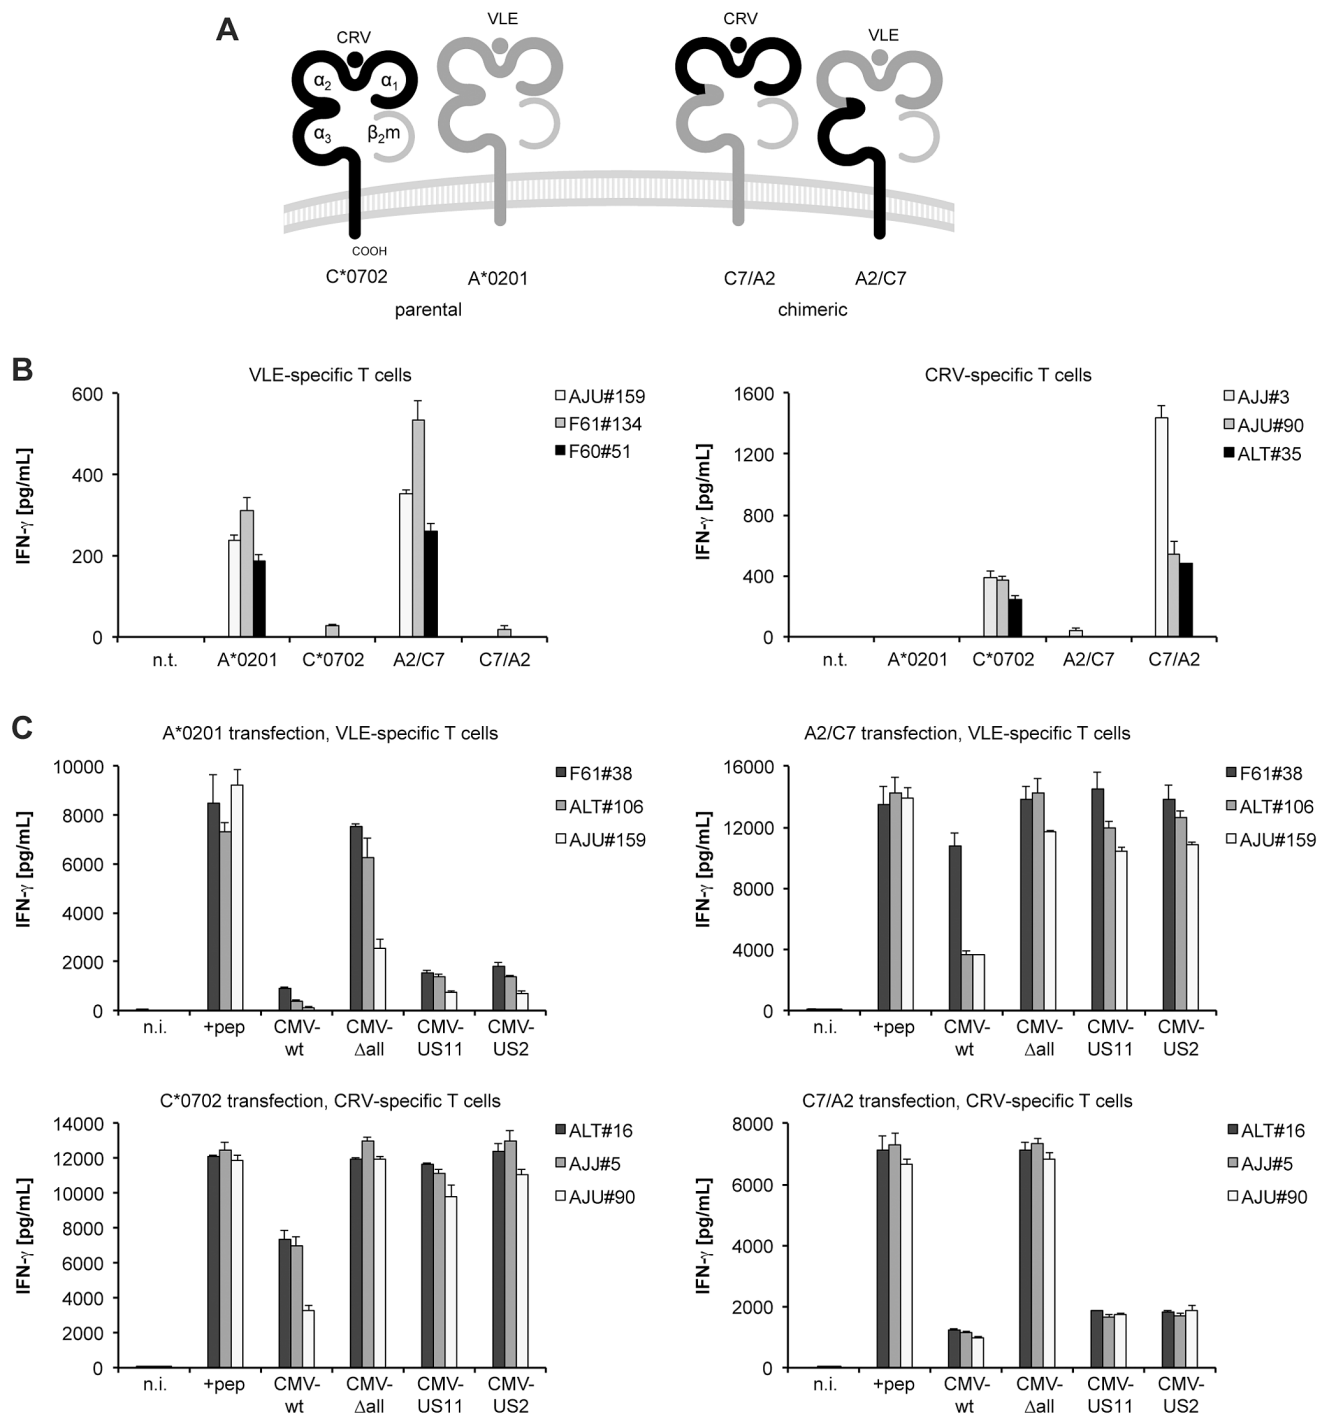 A
CRV
VLE
CRV
VLE
α2
α1
α3
β2m
COOH
C*0702
A*0201
C7/A2
A2/C7
parental
chimeric
B
VLE-specific T cells
IFN-γ [pg/mL]
600
400
200
0
n.t.
A*0201
C*0702
A2/C7
C7/A2
AJU#159
F61#134
F60#51
CRV-specific T cells
IFN-γ [pg/mL]
1600
1200
800
400
0
n.t.
A*0201
C*0702
A2/C7
C7/A2
AJJ#3
AJU#90
ALT#35
C
A*0201 transfection, VLE-specific T cells
IFN-γ [pg/mL]
10000
8000
6000
4000
2000
0
n.i.
+pep
CMV-
wt
CMV-
Δall
CMV-
US11
CMV-
US2
F61#38
ALT#106
AJU#159
A2/C7 transfection, VLE-specific T cells
IFN-γ [pg/mL]
16000
12000
8000
4000
0
n.i.
+pep
CMV-
wt
CMV-
Δall
CMV-
US11
CMV-
US2
F61#38
ALT#106
AJU#159
C*0702 transfection, CRV-specific T cells
IFN-γ [pg/mL]
14000
12000
10000
8000
6000
4000
2000
0
n.i.
+pep
CMV-
wt
CMV-
Δall
CMV-
US11
CMV-
US2
ALT#16
AJJ#5
AJU#90
C7/A2 transfection, CRV-specific T cells
IFN-γ [pg/mL]
8000
6000
4000
2000
0
n.i.
+pep
CMV-
wt
CMV-
Δall
CMV-
US11
CMV-
US2
ALT#16
AJJ#5
AJU#90